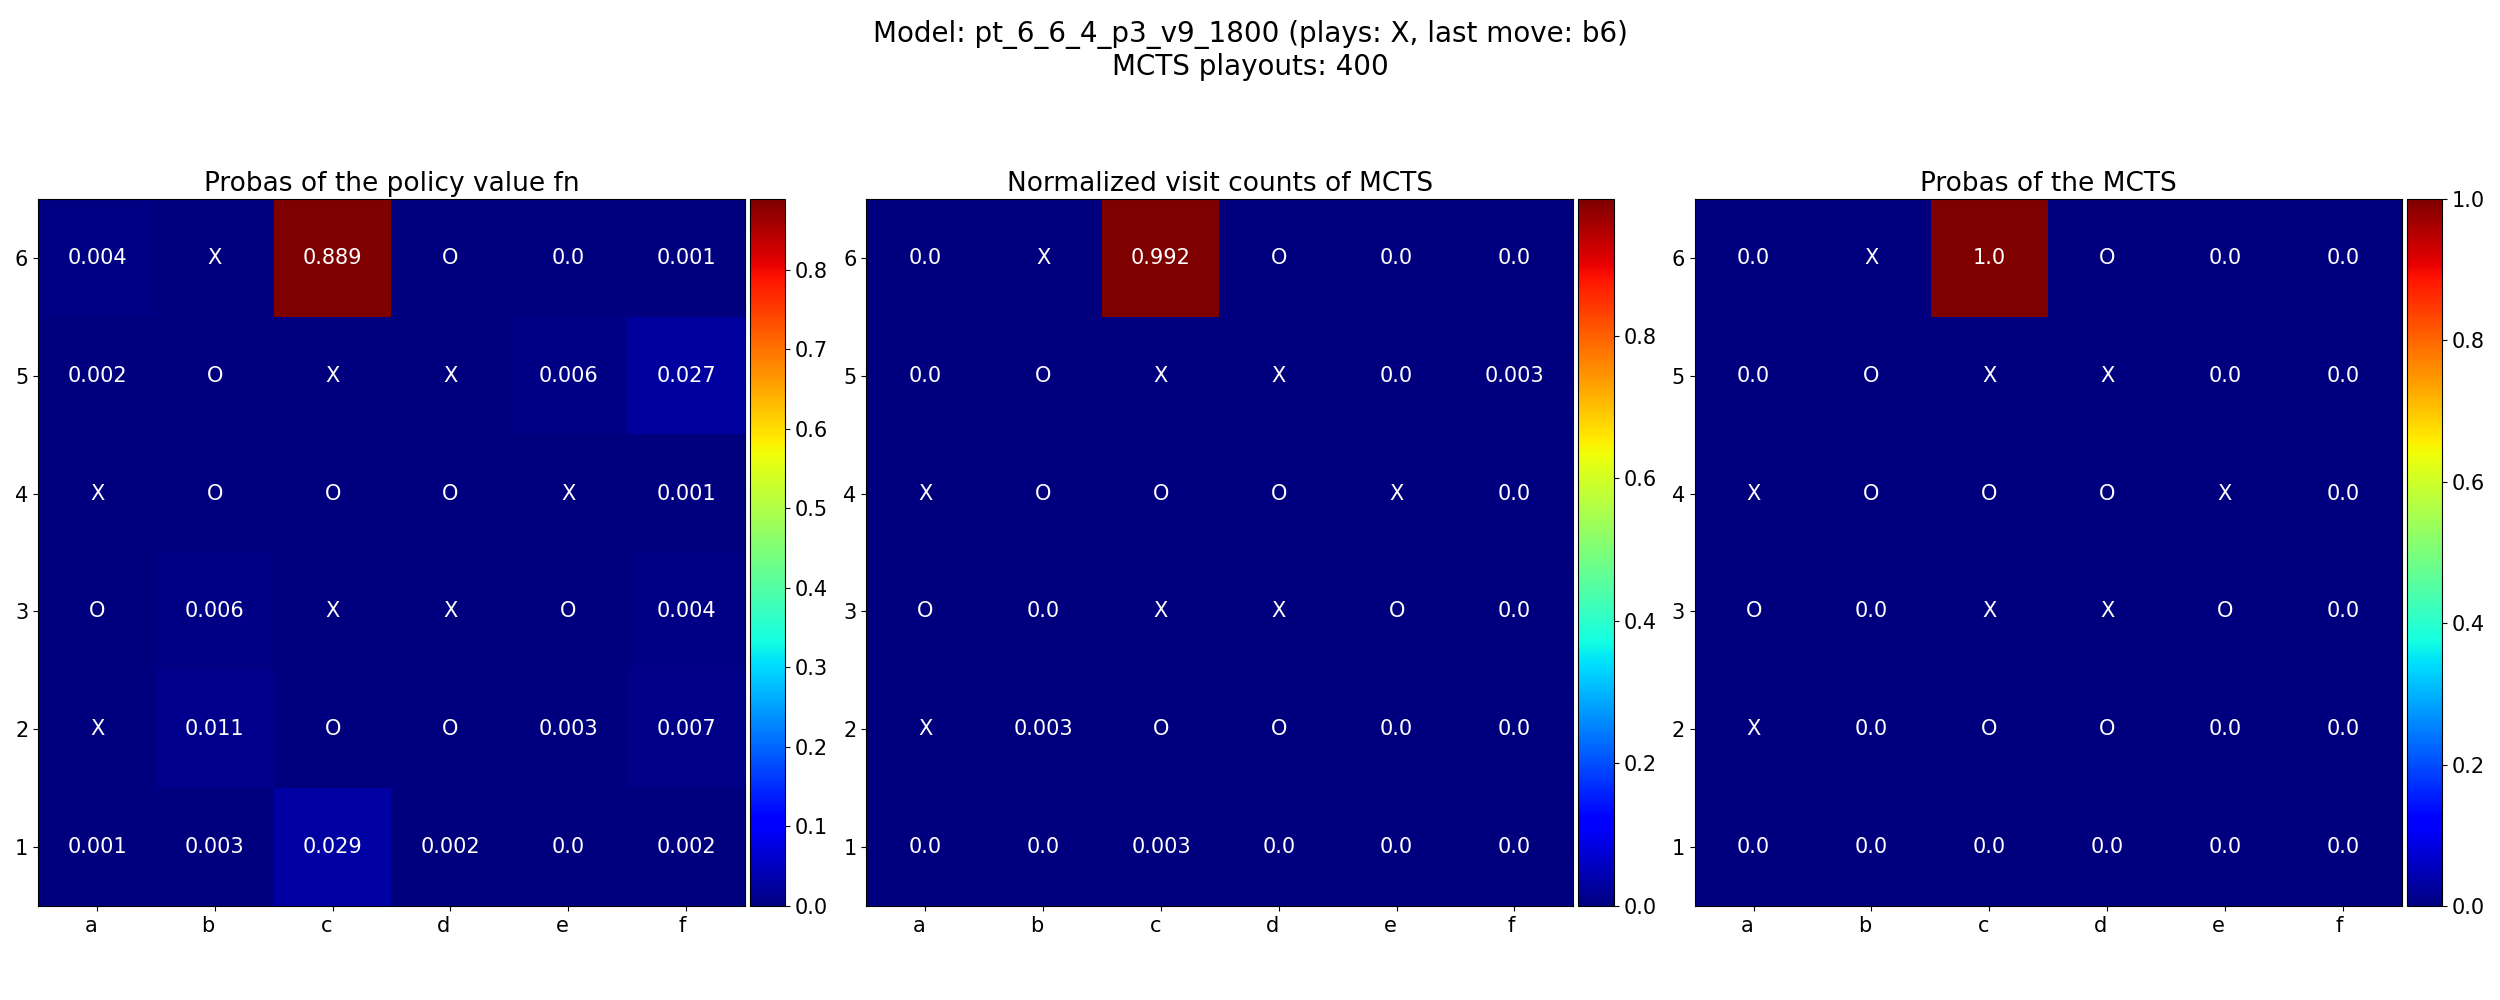 Model: pt_6_6_4_p3_v9_1800 (plays: X, last move: b6)
MCTS playouts: 400
Probas of the policy value fn
6 0.004 X 0.889 O 0.0 0.001
5 0.002 O X X 0.006 0.027
4 X O O O X 0.001
3 O 0.006 X X O 0.004
2 X 0.011 O O 0.003 0.007
1 0.001 0.003 0.029 0.002 0.0 0.002
a b c d e f
0.8
0.7
0.6
0.5
0.4
0.3
0.2
0.1
0.0
Normalized visit counts of MCTS
6 0.0 X 0.992 O 0.0 0.0
5 0.0 O X X 0.0 0.003
4 X O O O X 0.0
3 O 0.0 X X O 0.0
2 X 0.003 O O 0.0 0.0
1 0.0 0.0 0.003 0.0 0.0 0.0
a b c d e f
0.8
0.6
0.4
0.2
0.0
Probas of the MCTS
6 0.0 X 1.0 O 0.0 0.0
5 0.0 O X X 0.0 0.0
4 X O O O X 0.0
3 O 0.0 X X O 0.0
2 X 0.0 O O 0.0 0.0
1 0.0 0.0 0.0 0.0 0.0 0.0
a b c d e f
1.0
0.8
0.6
0.4
0.2
0.0